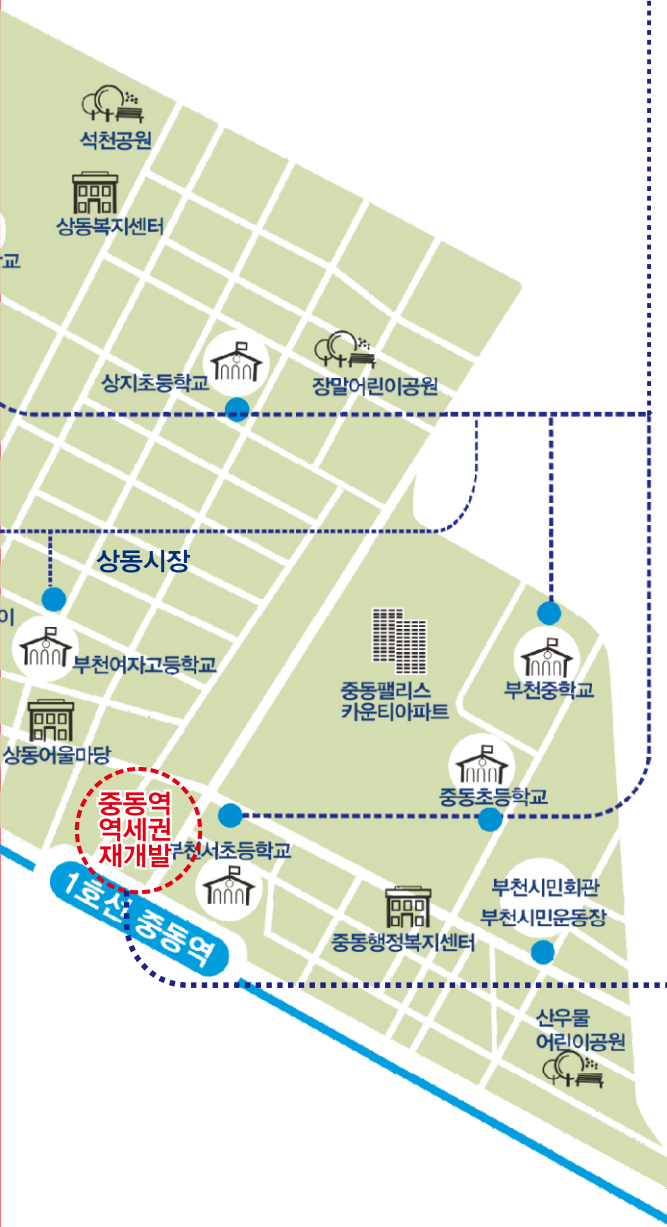 석천공원
상동복지센터
교
상지초등학교
장말어린이공원
상동시장
이
부천여자고등학교
중동팰리스
카운티아파트
부천중학교
상동어울마당
중동초등학교
중동역
역세권
재개발
부천서초등학교
1호선 중동역
부천시민회관
부천시민운동장
중동행정복지센터
산우물
어린이공원